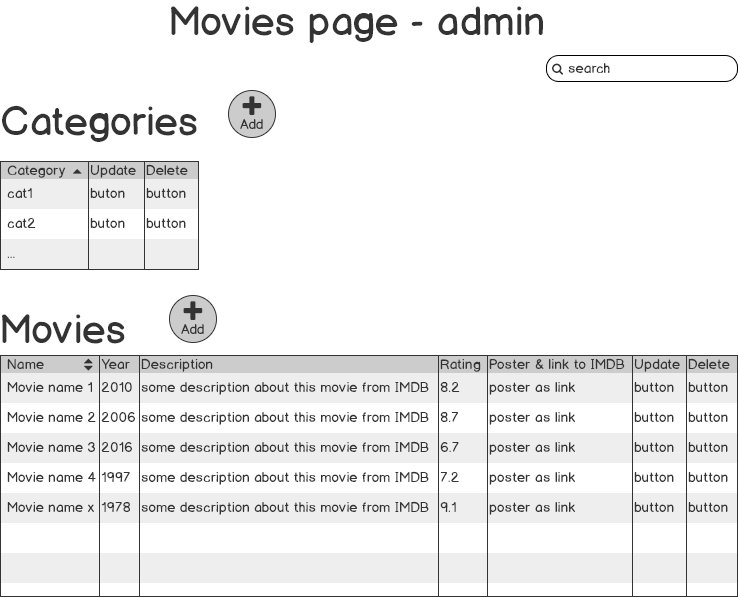 Movies page - admin
search
Categories
Add
Category Update Delete
cat1 buton button
cat2 buton button
...
Movies
Add
Name Year Description Rating Poster & link to IMDB Update Delete
Movie name 1 2010 some description about this movie from IMDB 8.2 poster as link button button
Movie name 2 2006 some description about this movie from IMDB 8.7 poster as link button button
Movie name 3 2016 some description about this movie from IMDB 6.7 poster as link button button
Movie name 4 1997 some description about this movie from IMDB 7.2 poster as link button button
Movie name x 1978 some description about this movie from IMDB 9.1 poster as link button button